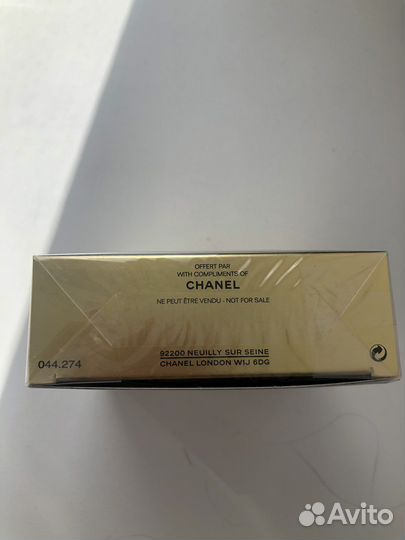 OFFERT PAR
WITH COMPLIMENTS OF
CHANEL
NE PEUT ÊTRE VENDU - NOT FOR SALE
92200 NEUILLY SUR SEINE
CHANEL LONDON WIJ 6DG
044.274
Avito